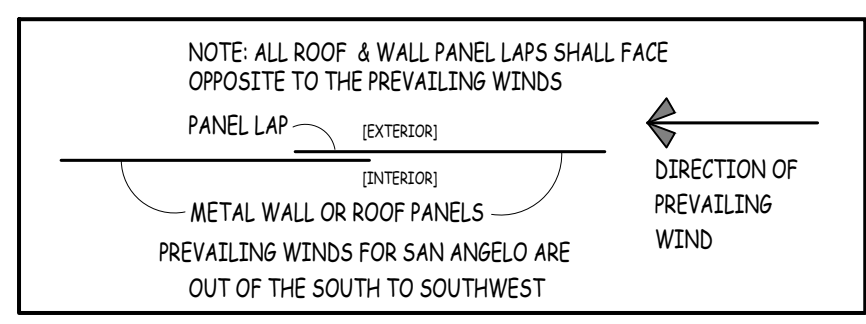 NOTE: ALL ROOF & WALL PANEL LAPS SHALL FACE
OPPOSITE TO THE PREVAILING WINDS
PANEL LAP
[EXTERIOR]
[INTERIOR]
METAL WALL OR ROOF PANELS
PREVAILING WINDS FOR SAN ANGELO ARE
OUT OF THE SOUTH TO SOUTHWEST
DIRECTION OF
PREVAILING
WIND